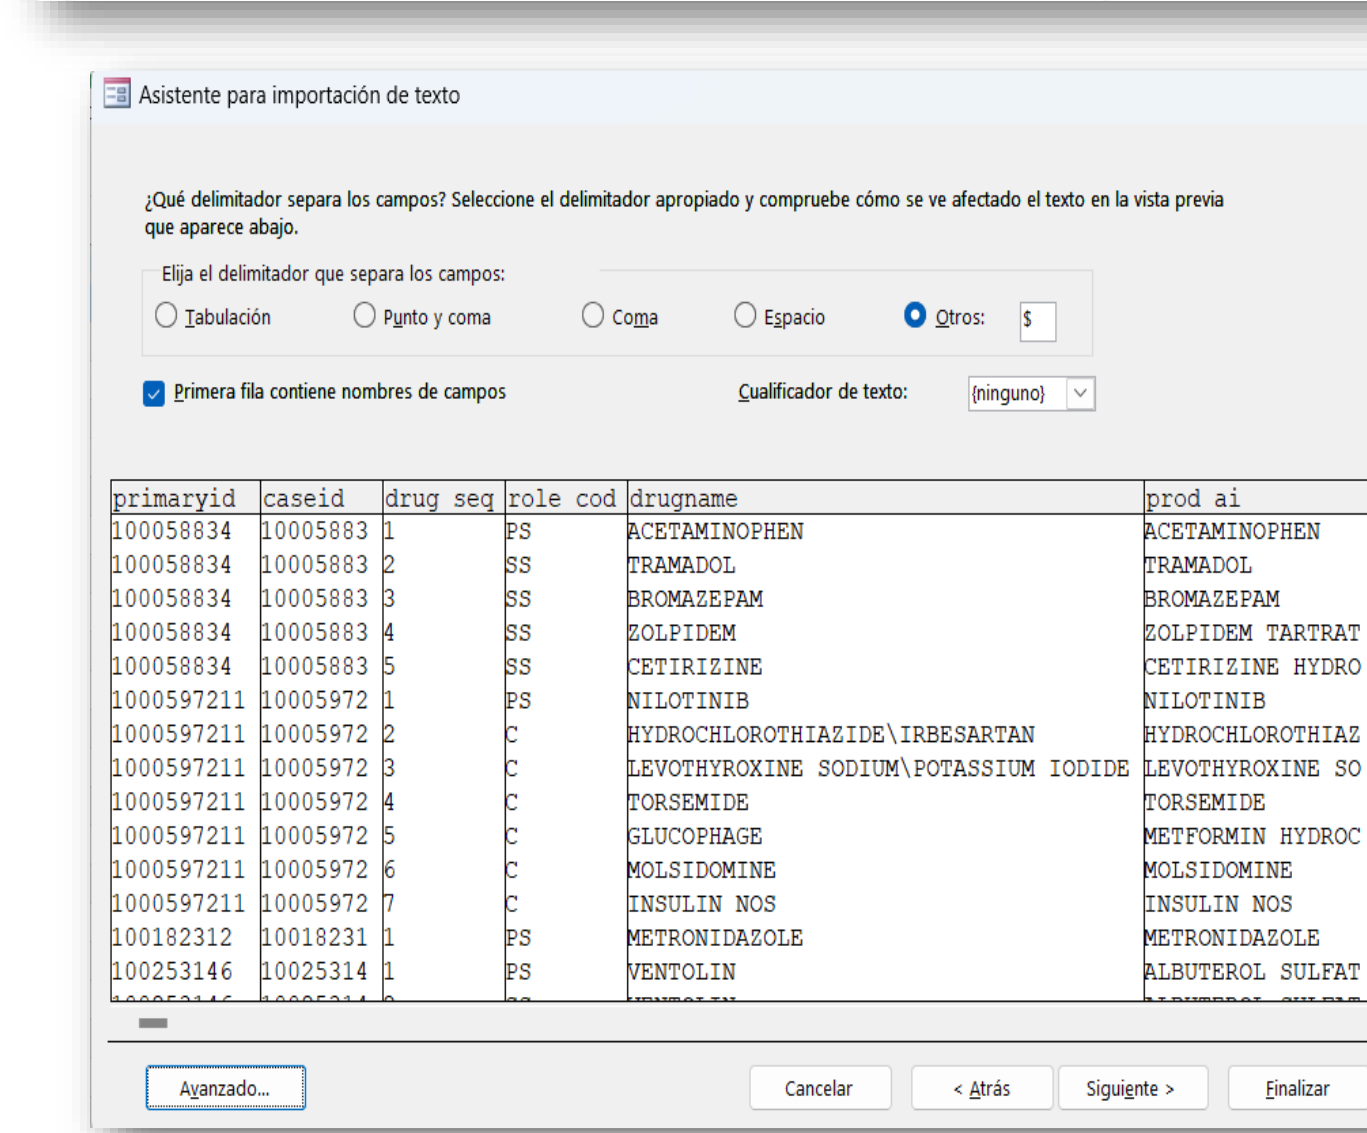 Asistente para importación de texto
¿Qué delimitador separa los campos? Seleccione el delimitador apropiado y compruebe cómo se ve afectado el texto en la vista previa
que aparece abajo.
Elija el delimitador que separa los campos:
Tabulación Punto y coma Coma Espacio Otros: $
Primera fila contiene nombres de campos Cualificador de texto: {ninguno}
primaryid caseid drug seq role cod drugname prod ai
100058834 10005883 1 PS ACETAMINOPHEN ACETAMINOPHEN
100058834 10005883 2 SS TRAMADOL TRAMADOL
100058834 10005883 3 SS BROMAZEPAM BROMAZEPAM
100058834 10005883 4 SS ZOLPIDEM ZOLPIDEM TARTRAT
100058834 10005883 5 SS CETIRIZINE CETIRIZINE HYDRO
1000597211 10005972 1 PS NILOTINIB NILOTINIB
1000597211 10005972 2 C HYDROCHLOROTHIAZIDE\IRBESARTAN HYDROCHLOROTHIAZ
1000597211 10005972 3 C LEVOTHYROXINE SODIUM\POTASSIUM IODIDE LEVOTHYROXINE SO
1000597211 10005972 4 C TORSEMIDE TORSEMIDE
1000597211 10005972 5 C GLUCOPHAGE METFORMIN HYDROC
1000597211 10005972 6 C MOLSIDOMINE MOLSIDOMINE
1000597211 10005972 7 C INSULIN NOS INSULIN NOS
100182312 10018231 1 PS METRONIDAZOLE METRONIDAZOLE
100253146 10025314 1 PS VENTOLIN ALBUTEROL SULFAT
Avanzado... Cancelar < Atrás Siguiente > Finalizar